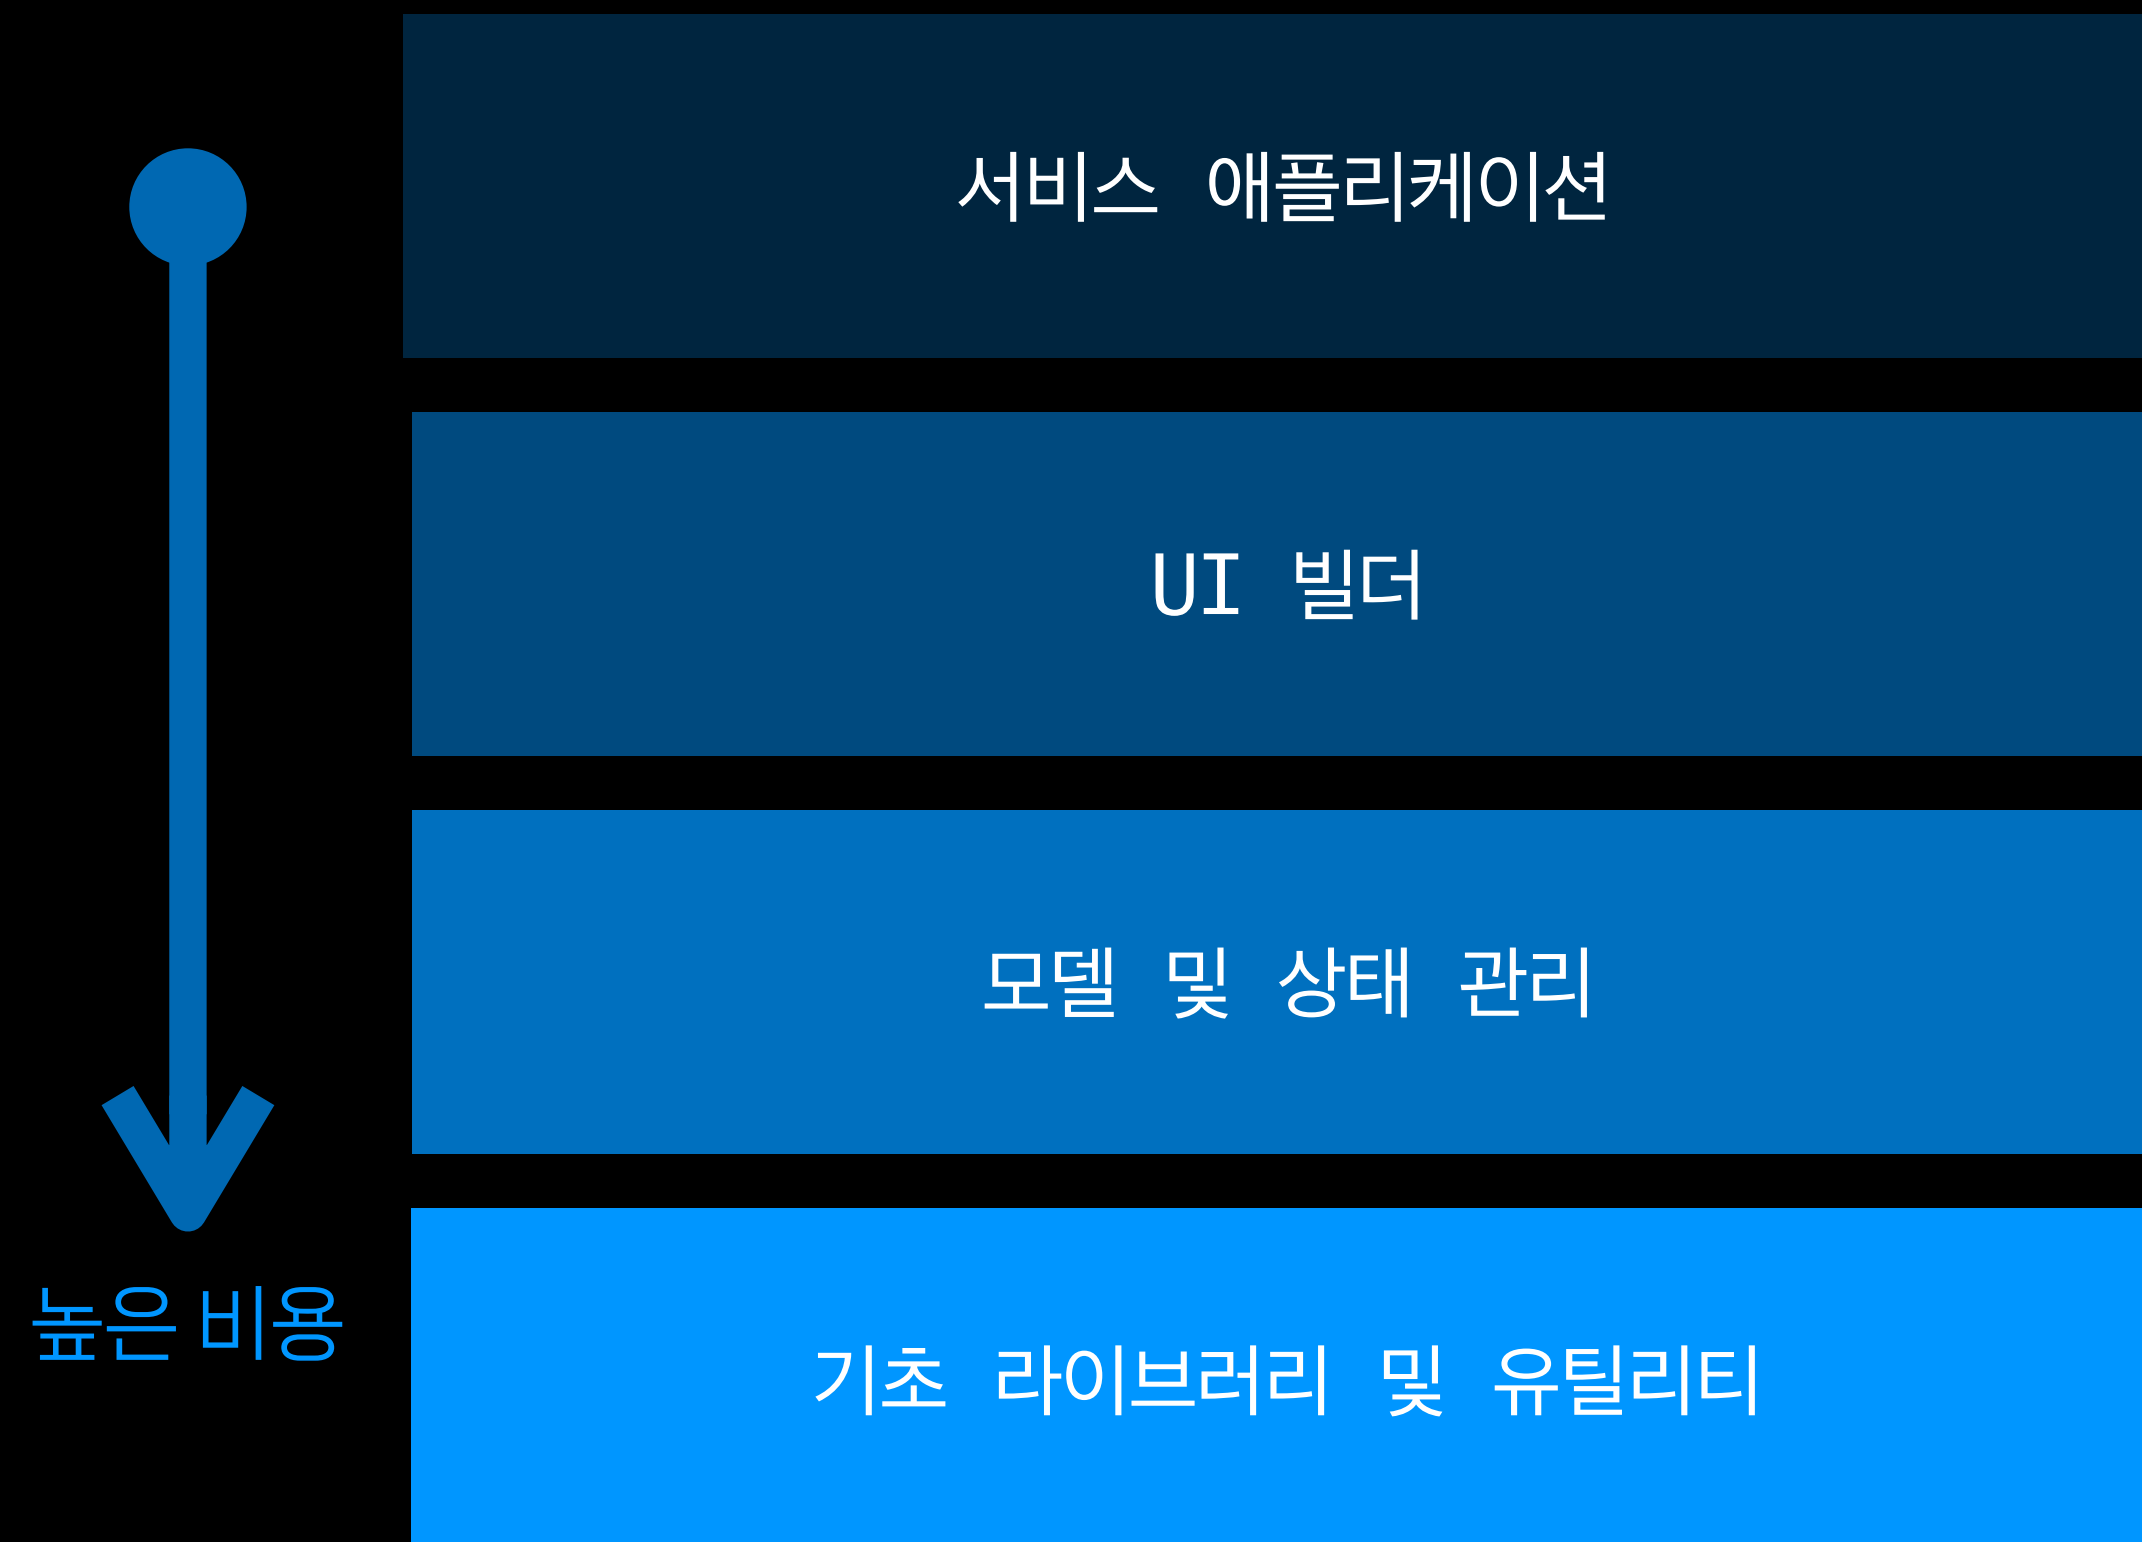 서비스 애플리케이션
UI 빌더
모델 및 상태 관리
높은 비용
기초 라이브러리 및 유틸리티